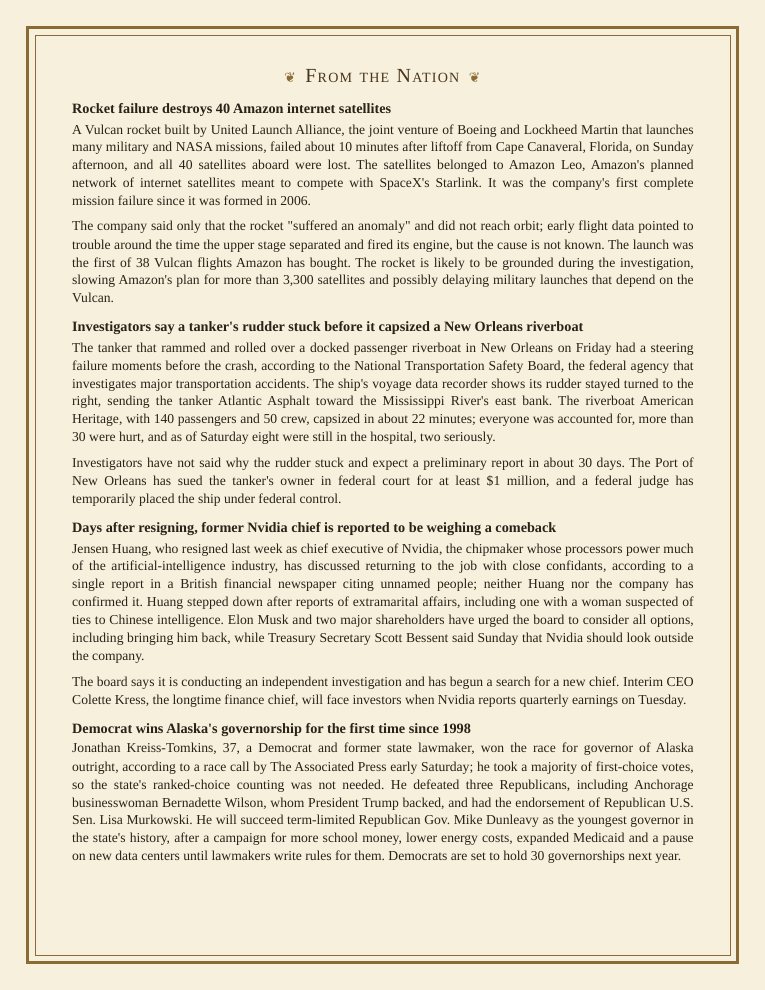 ❦ From the Nation ❦
Rocket failure destroys 40 Amazon internet satellites
A Vulcan rocket built by United Launch Alliance, the joint venture of Boeing and Lockheed Martin that launches
many military and NASA missions, failed about 10 minutes after liftoff from Cape Canaveral, Florida, on Sunday
afternoon, and all 40 satellites aboard were lost. The satellites belonged to Amazon Leo, Amazon's planned
network of internet satellites meant to compete with SpaceX's Starlink. It was the company's first complete
mission failure since it was formed in 2006.
The company said only that the rocket "suffered an anomaly" and did not reach orbit; early flight data pointed to
trouble around the time the upper stage separated and fired its engine, but the cause is not known. The launch was
the first of 38 Vulcan flights Amazon has bought. The rocket is likely to be grounded during the investigation,
slowing Amazon's plan for more than 3,300 satellites and possibly delaying military launches that depend on the
Vulcan.
Investigators say a tanker's rudder stuck before it capsized a New Orleans riverboat
The tanker that rammed and rolled over a docked passenger riverboat in New Orleans on Friday had a steering
failure moments before the crash, according to the National Transportation Safety Board, the federal agency that
investigates major transportation accidents. The ship's voyage data recorder shows its rudder stayed turned to the
right, sending the tanker Atlantic Asphalt toward the Mississippi River's east bank. The riverboat American
Heritage, with 140 passengers and 50 crew, capsized in about 22 minutes; everyone was accounted for, more than
30 were hurt, and as of Saturday eight were still in the hospital, two seriously.
Investigators have not said why the rudder stuck and expect a preliminary report in about 30 days. The Port of
New Orleans has sued the tanker's owner in federal court for at least $1 million, and a federal judge has
temporarily placed the ship under federal control.
Days after resigning, former Nvidia chief is reported to be weighing a comeback
Jensen Huang, who resigned last week as chief executive of Nvidia, the chipmaker whose processors power much
of the artificial-intelligence industry, has discussed returning to the job with close confidants, according to a
single report in a British financial newspaper citing unnamed people; neither Huang nor the company has
confirmed it. Huang stepped down after reports of extramarital affairs, including one with a woman suspected of
ties to Chinese intelligence. Elon Musk and two major shareholders have urged the board to consider all options,
including bringing him back, while Treasury Secretary Scott Bessent said Sunday that Nvidia should look outside
the company.
The board says it is conducting an independent investigation and has begun a search for a new chief. Interim CEO
Colette Kress, the longtime finance chief, will face investors when Nvidia reports quarterly earnings on Tuesday.
Democrat wins Alaska's governorship for the first time since 1998
Jonathan Kreiss-Tomkins, 37, a Democrat and former state lawmaker, won the race for governor of Alaska
outright, according to a race call by The Associated Press early Saturday; he took a majority of first-choice votes,
so the state's ranked-choice counting was not needed. He defeated three Republicans, including Anchorage
businesswoman Bernadette Wilson, whom President Trump backed, and had the endorsement of Republican U.S.
Sen. Lisa Murkowski. He will succeed term-limited Republican Gov. Mike Dunleavy as the youngest governor in
the state's history, after a campaign for more school money, lower energy costs, expanded Medicaid and a pause
on new data centers until lawmakers write rules for them. Democrats are set to hold 30 governorships next year.